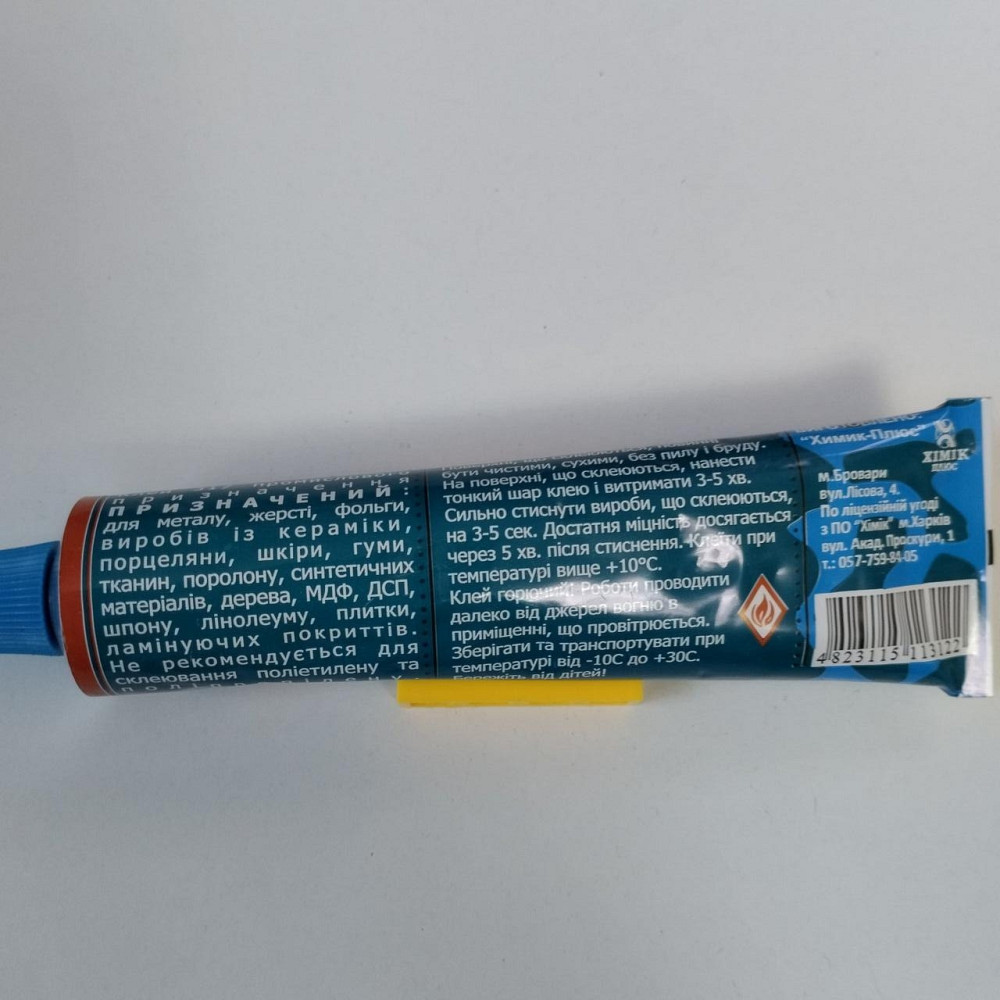 ПРИЗНАЧЕННЯ
ПРИЗНАЧЕНИЙ:
для металу, жерсті, фольги,
виробів із кераміки,
порцеляни, шкіри, гуми,
тканин, поролону, синтетичних
матеріалів, дерева, МДФ, ДСП,
шпону, лінолеуму, плитки,
ламінуючих покриттів.
Не рекомендується для
склеювання поліетилену та
бути чистими, сухими, без пилу і бруду.
На поверхні, що склеюються, нанести
тонкий шар клею і витримати 3-5 хв.
Сильно стиснути вироби, що склеюються,
на 3-5 сек. Достатня міцність досягається
через 5 хв. після стиснення. Клеїти при
температурі вище +10°C.
Клей горючий! Роботи проводити
далеко від джерел вогню в
приміщенні, що провітрюється.
Зберігати та транспортувати при
температурі від -10С до +30С.
Бережіть від дітей!
"Химик-Плюс"
ХІМІК
ПЛЮС
м.Бровари
вул.Лісова, 4.
По ліцензійній угоді
з ПО "Хімік" м.Харків
вул. Акад. Проскури, 1
т.: 057-759-84-05
4 823115 113122